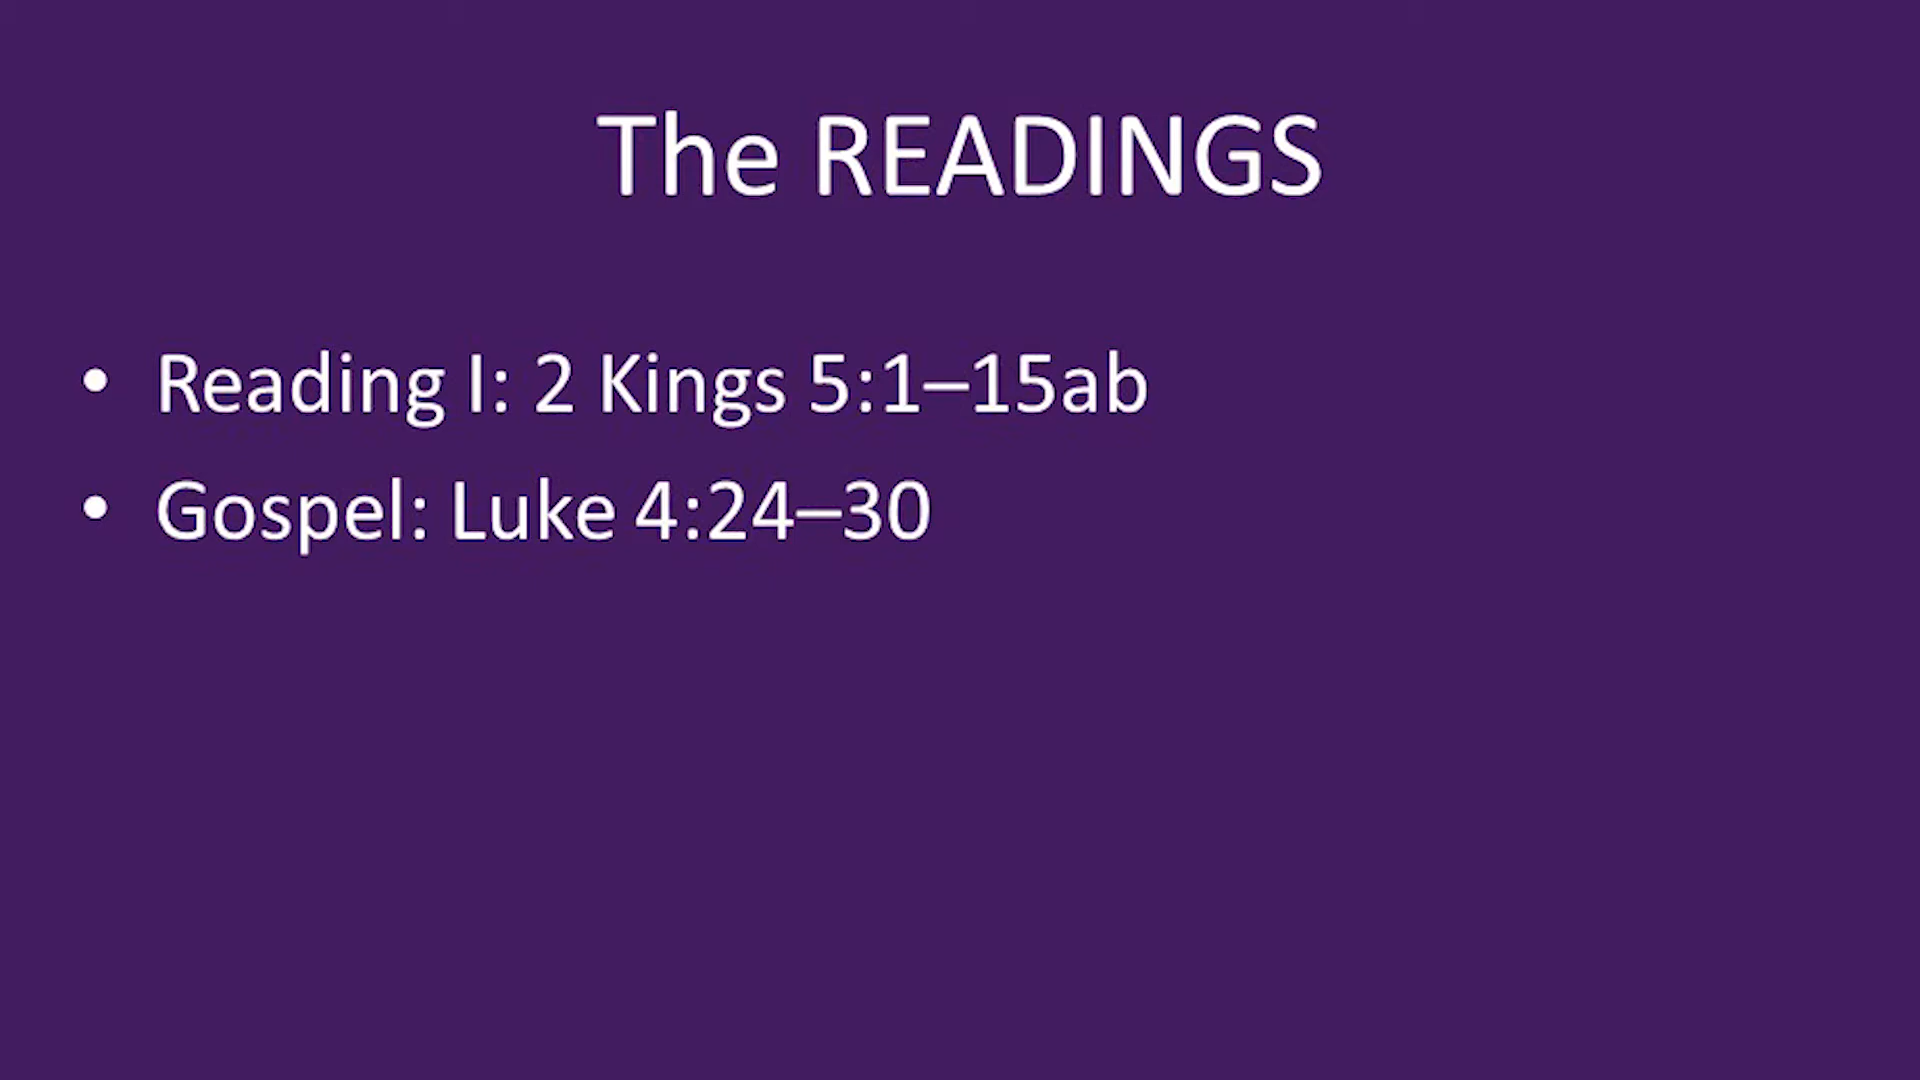 The READINGS
• Reading I: 2 Kings 5:1–15ab
• Gospel: Luke 4:24–30